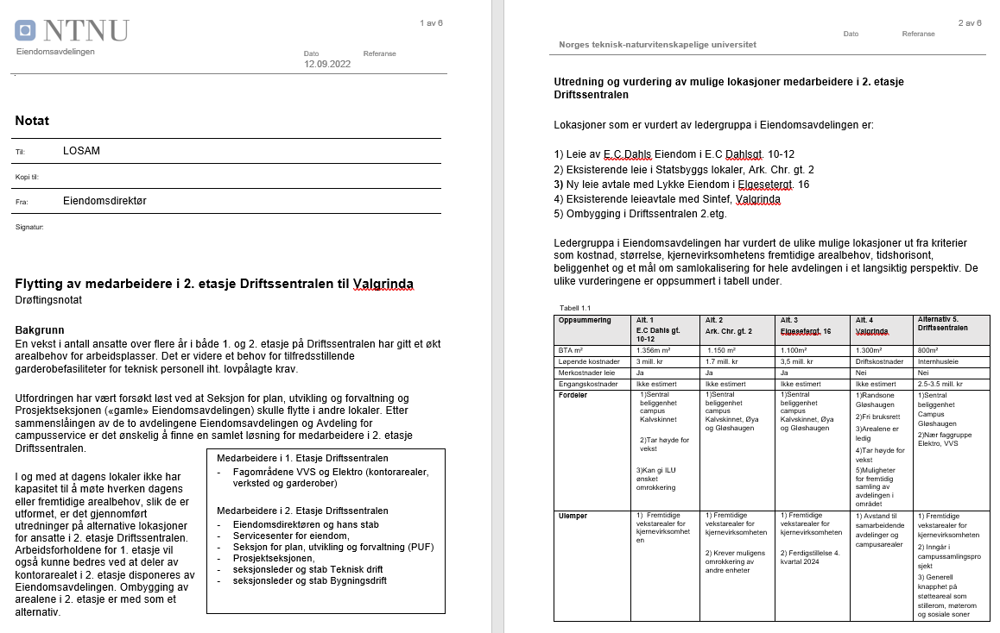 NTNU
1 av 6
Eiendomsavdelingen
Dato
Referanse
12.09.2022
Notat
Til:
LOSAM
Kopi til:
Fra:
Eiendomsdirektør
Signatur:
Flytting av medarbeidere i 2. etasje Driftssentralen til Valgrinda
Drøftingsnotat
Bakgrunn
En vekst i antall ansatte over flere år i både 1. og 2. etasje på Driftssentralen har gitt et økt
arealbehov for arbeidsplasser. Det er videre et behov for tilfredsstillende
garderobefasiliteter for teknisk personell iht. lovpålagte krav.
Utfordringen har vært forsøkt løst ved at Seksjon for plan, utvikling og forvaltning og
Prosjektseksjonen («gamle» Eiendomsavdelingen) skulle flytte i andre lokaler. Etter
sammenslåingen av de to avdelingene Eiendomsavdelingen og Avdeling for
campusservice er det ønskelig å finne en samlet løsning for medarbeidere i 2. etasje
Driftssentralen.
I og med at dagens lokaler ikke har
kapasitet til å møte hverken dagens
eller fremtidige arealbehov, slik de er
utformet, er det gjennomført
utredninger på alternative lokasjoner
for ansatte i 2. etasje Driftssentralen.
Arbeidsforholdene for 1. etasje vil
også kunne bedres ved at deler av
kontorarealet i 2. etasje disponeres av
Eiendomsavdelingen. Ombygging av
arealene i 2. etasje er med som et
alternativ.
Medarbeidere i 1. Etasje Driftssentralen
- Fagområdene VVS og Elektro (kontorarealer,
verksted og garderober)
Medarbeidere i 2. Etasje Driftssentralen
- Eiendomsdirektøren og hans stab
- Servicesenter for eiendom,
- Seksjon for plan, utvikling og forvaltning (PUF)
- Prosjektseksjonen,
- seksjonsleder og stab Teknisk drift
- seksjonsleder og stab Bygningsdrift
2 av 6
Dato
Referanse
Norges teknisk-naturvitenskapelige universitet
Utredning og vurdering av mulige lokasjoner medarbeidere i 2. etasje
Driftssentralen
Lokasjoner som er vurdert av ledergruppa i Eiendomsavdelingen er:
1) Leie av E.C.Dahls Eiendom i E.C Dahlsgt. 10-12
2) Eksisterende leie i Statsbyggs lokaler, Ark. Chr. gt. 2
3) Ny leie avtale med Lykke Eiendom i Elgesetergt. 16
4) Eksisterende leieavtale med Sintef, Valgrinda
5) Ombygging i Driftssentralen 2.etg.
Ledergruppa i Eiendomsavdelingen har vurdert de ulike mulige lokasjoner ut fra kriterier
som kostnad, størrelse, kjernevirksomhetens fremtidige arealbehov, tidshorisont,
beliggenhet og et mål om samlokalisering for hele avdelingen i et langsiktig perspektiv. De
ulike vurderingene er oppsummert i tabell under.
Tabell 1.1
Oppsummering
Alt. 1
E.C Dahls gt.
10-12
Alt. 2
Ark. Chr. gt. 2
Alt. 3
Elgesetergt. 16
Alt. 4
Valgrinda
Alternativ 5.
Driftssentralen
BTA m² 1.356m m² 1.150 m² 1.100m² 1.300m² 800m²
Løpende kostnader 3 mill. kr 1.7 mill. kr 3,5 mill. kr Driftskostnader Internhusleie
Merkostnader leie Ja Ja Ja Nei Nei
Engangskostnader Ikke estimert Ikke estimert Ikke estimert Ikke estimert 2.5-3.5 mill. kr
Fordeler
1)Sentral
beliggenhet
campus
Kalvskinnet
2)Tar høyde for
vekst
3)Kan gi ILU
ønsket
omrokkering
1)Sentral
beliggenhet
campus
Kalvskinnet, Øya
og Gløshaugen
1)Sentral
beliggenhet
campus
Kalvskinnet, Øya
og Gløshaugen
1)Randsone
Gløshaugen
2)Fri bruksrett
3)Arealene er
ledig
4)Tar høyde for
vekst
5)Muligheter
for fremtidig
samling av
avdelingen i
området
1)Sentral
beliggenhet
Campus
Gløshaugen
2)Nær faggruppe
Elektro, VVS
Ulemper
1) Fremtidige
vekstarealer for
kjernevirksomhet
en
1) Fremtidige
vekstarealer for
kjernevirksomheten
2) Krever muligens
omrokkering av
andre enheter
1) Fremtidige
vekstarealer for
kjernevirksomheten
2) Ferdigstillelse 4.
kvartal 2024
1) Avstand til
samarbeidende
avdelinger og
campusarealer
1) Fremtidige
vekstarealer for
kjernevirksomheten
2) Inngår i
campussamlingspro
sjekt
3) Generell
knapphet på
støtteareal som
stillerom, møterom
og sosiale soner